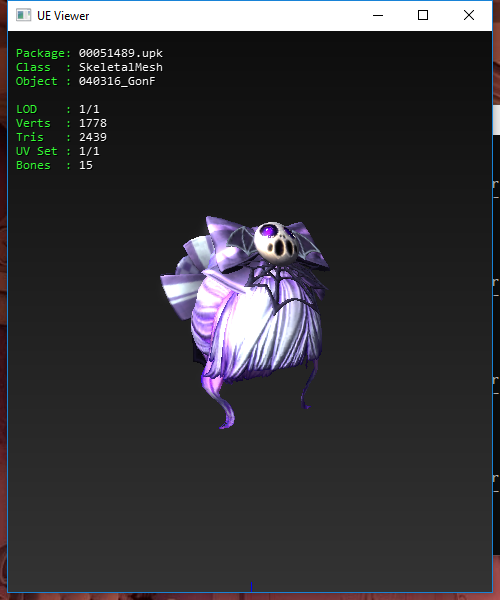 UE Viewer
Package: 00051489.upk
Class : SkeletalMesh
Object : 040316_GonF
LOD : 1/1
Verts : 1778
Tris : 2439
UV Set : 1/1
Bones : 15